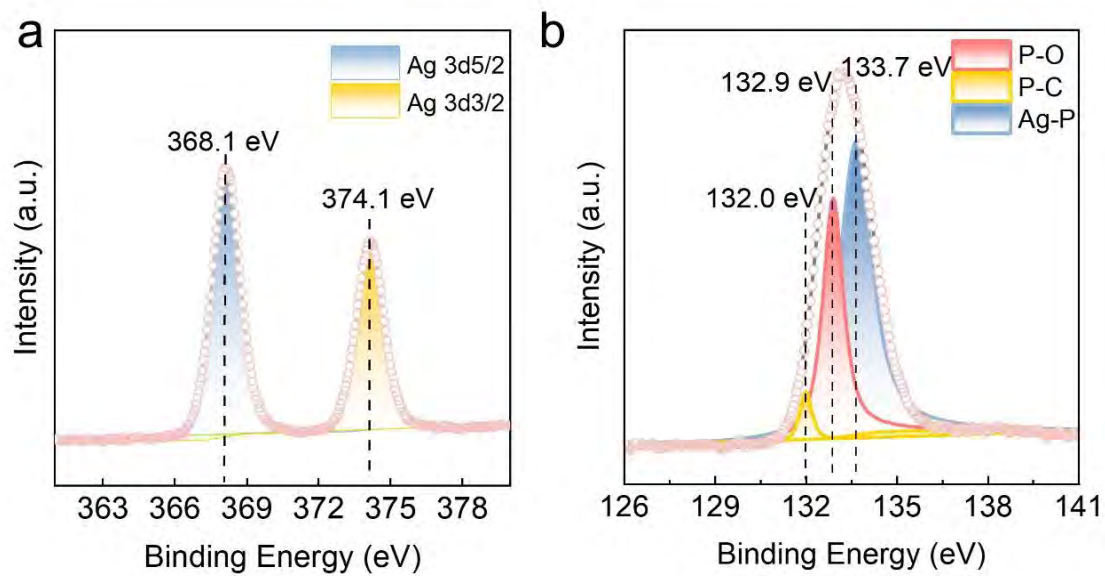 a
Ag 3d5/2
Ag 3d3/2
368.1 eV
374.1 eV
Intensity (a.u.)
363 366 369 372 375 378
Binding Energy (eV)
b
P-O
P-C
Ag-P
132.9 eV
133.7 eV
132.0 eV
Intensity (a.u.)
126 129 132 135 138 141
Binding Energy (eV)